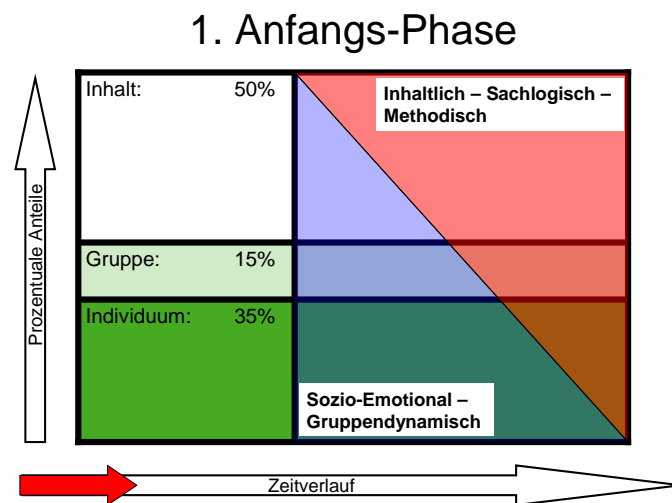 1. Anfangs-Phase
Inhalt: 50%
Inhaltlich – Sachlogisch –
Methodisch
Prozentuale Anteile
Gruppe: 15%
Individuum: 35%
Sozio-Emotional –
Gruppendynamisch
Zeitverlauf